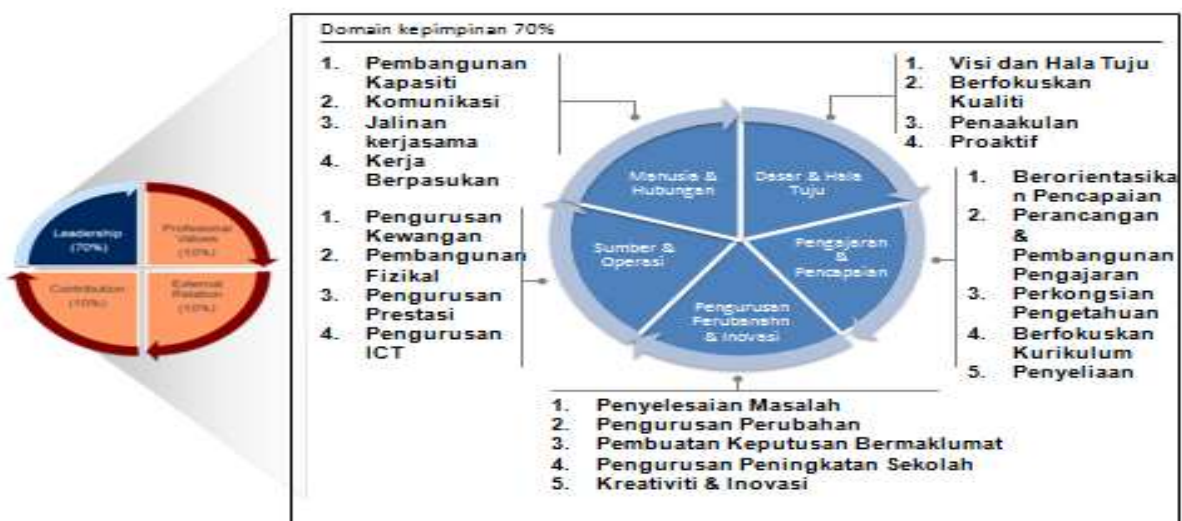 Domain kepimpinan 70%
1. Pembangunan
Kapasiti
2. Komunikasi
3. Jalinan
kerjasama
4. Kerja
Berpasukan
1. Visi dan Hala Tuju
2. Berfokuskan
Kualiti
3. Penaakulan
4. Proaktif
Manusia &
Hubungan
Dasar & Hala
Tuju
Sumber &
Operasi
Pengajaran
&
Pencapaian
Pengurusan
Perubanahn
& Inovasi
1. Pengurusan
Kewangan
2. Pembangunan
Fizikal
3. Pengurusan
Prestasi
4. Pengurusan
ICT
1. Berorientasika
n Pencapaian
2. Perancangan
&
Pembangunan
Pengajaran
3. Perkongsian
Pengetahuan
4. Berfokuskan
Kurikulum
5. Penyeliaan
1. Penyelesaian Masalah
2. Pengurusan Perubahan
3. Pembuatan Keputusan Bermaklumat
4. Pengurusan Peningkatan Sekolah
5. Kreativiti & Inovasi
Leadership
(70%)
Professional
Values
(10%)
Contribution
(10%)
External
Relation
(10%)